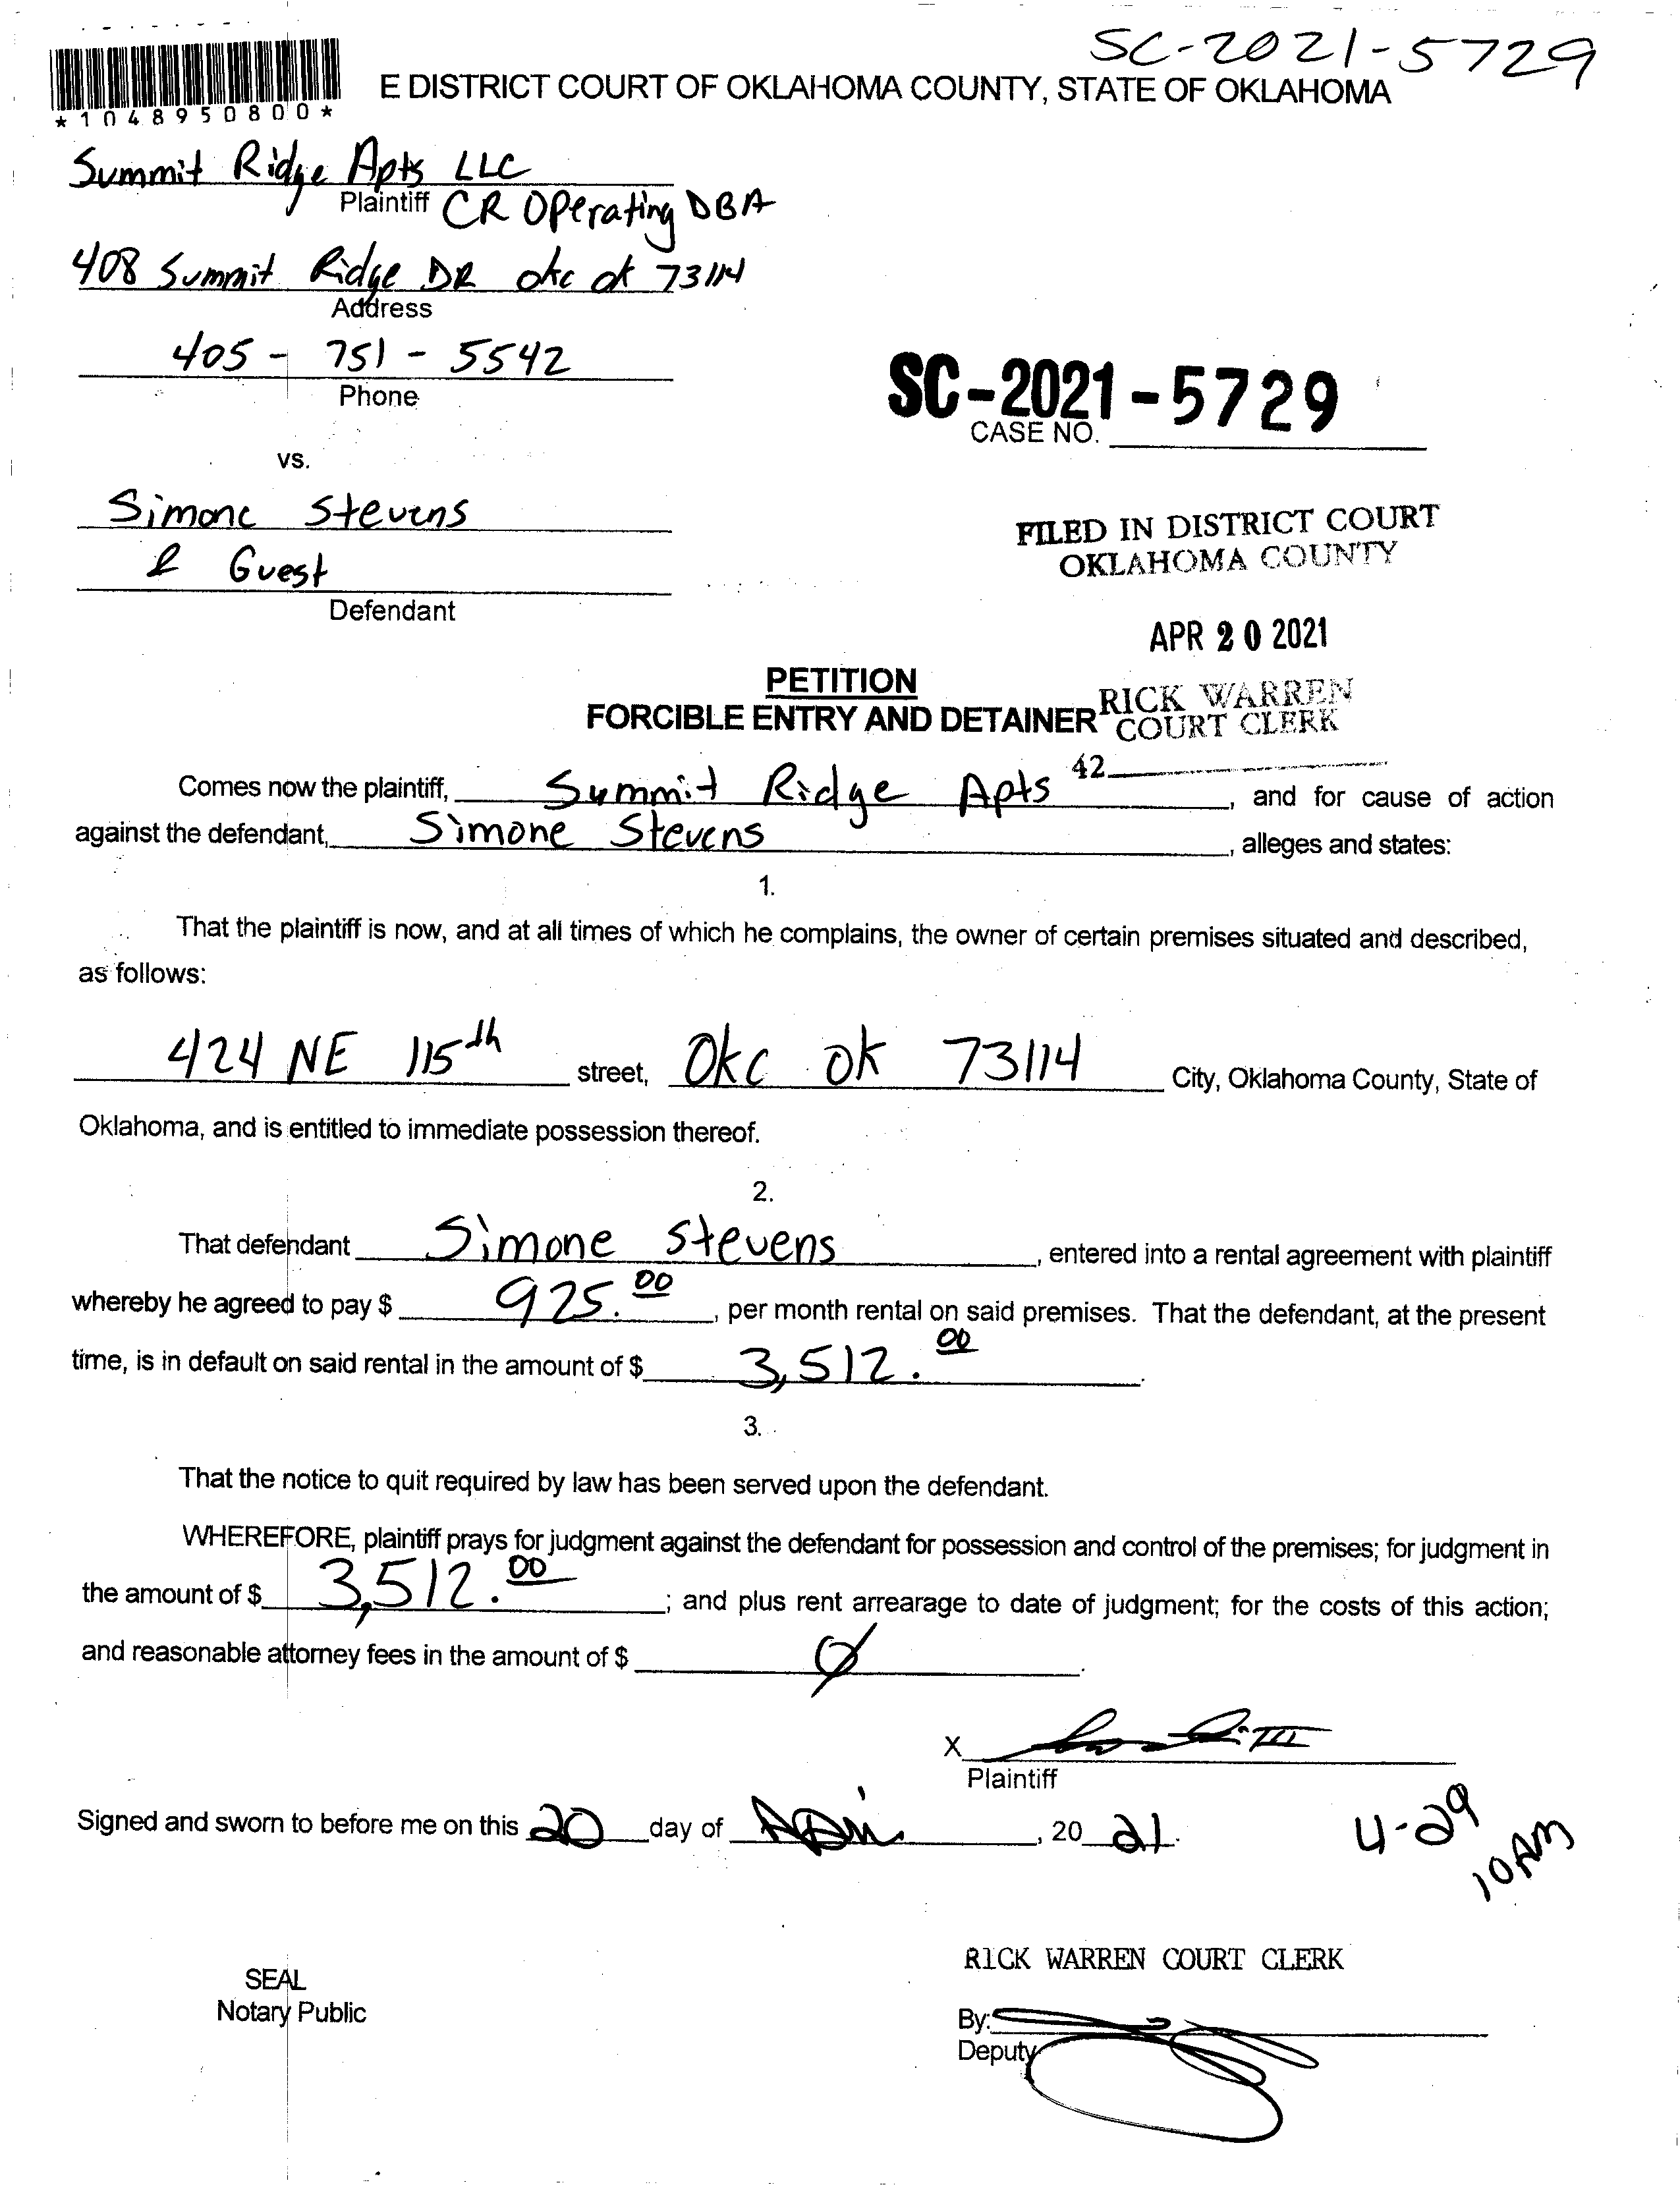 SC-2021-5729
E DISTRICT COURT OF OKLAHOMA COUNTY, STATE OF OKLAHOMA
*1048950800*
Summit Ridge Apts LLC
Plaintiff CR Operating DBA
408 Summit Ridge DR okc ok 73114
Address
405 - 751 - 5542
Phone
SC-2021-5729
CASE NO.
vs.
Simone Stevens
& Guest
Defendant
FILED IN DISTRICT COURT
OKLAHOMA COUNTY
APR 20 2021
PETITION
FORCIBLE ENTRY AND DETAINER
RICK WARREN
COURT CLERK
42
Comes now the plaintiff, Summit Ridge Apts, and for cause of action
against the defendant, Simone Stevens, alleges and states:
1.
That the plaintiff is now, and at all times of which he complains, the owner of certain premises situated and described,
as follows:
424 NE 115th street, Okc ok 73114 City, Oklahoma County, State of
Oklahoma, and is entitled to immediate possession thereof.
2.
That defendant Simone Stevens, entered into a rental agreement with plaintiff
whereby he agreed to pay $ 925.00, per month rental on said premises. That the defendant, at the present
time, is in default on said rental in the amount of $ 3,512.00.
3.
That the notice to quit required by law has been served upon the defendant.
WHEREFORE, plaintiff prays for judgment against the defendant for possession and control of the premises; for judgment in
the amount of $ 3,512.00; and plus rent arrearage to date of judgment; for the costs of this action;
and reasonable attorney fees in the amount of $ Ø.
X
Plaintiff
Signed and sworn to before me on this 20 day of , 20 21.
4-29
10AM
RICK WARREN COURT CLERK
SEAL
Notary Public
By:
Deputy